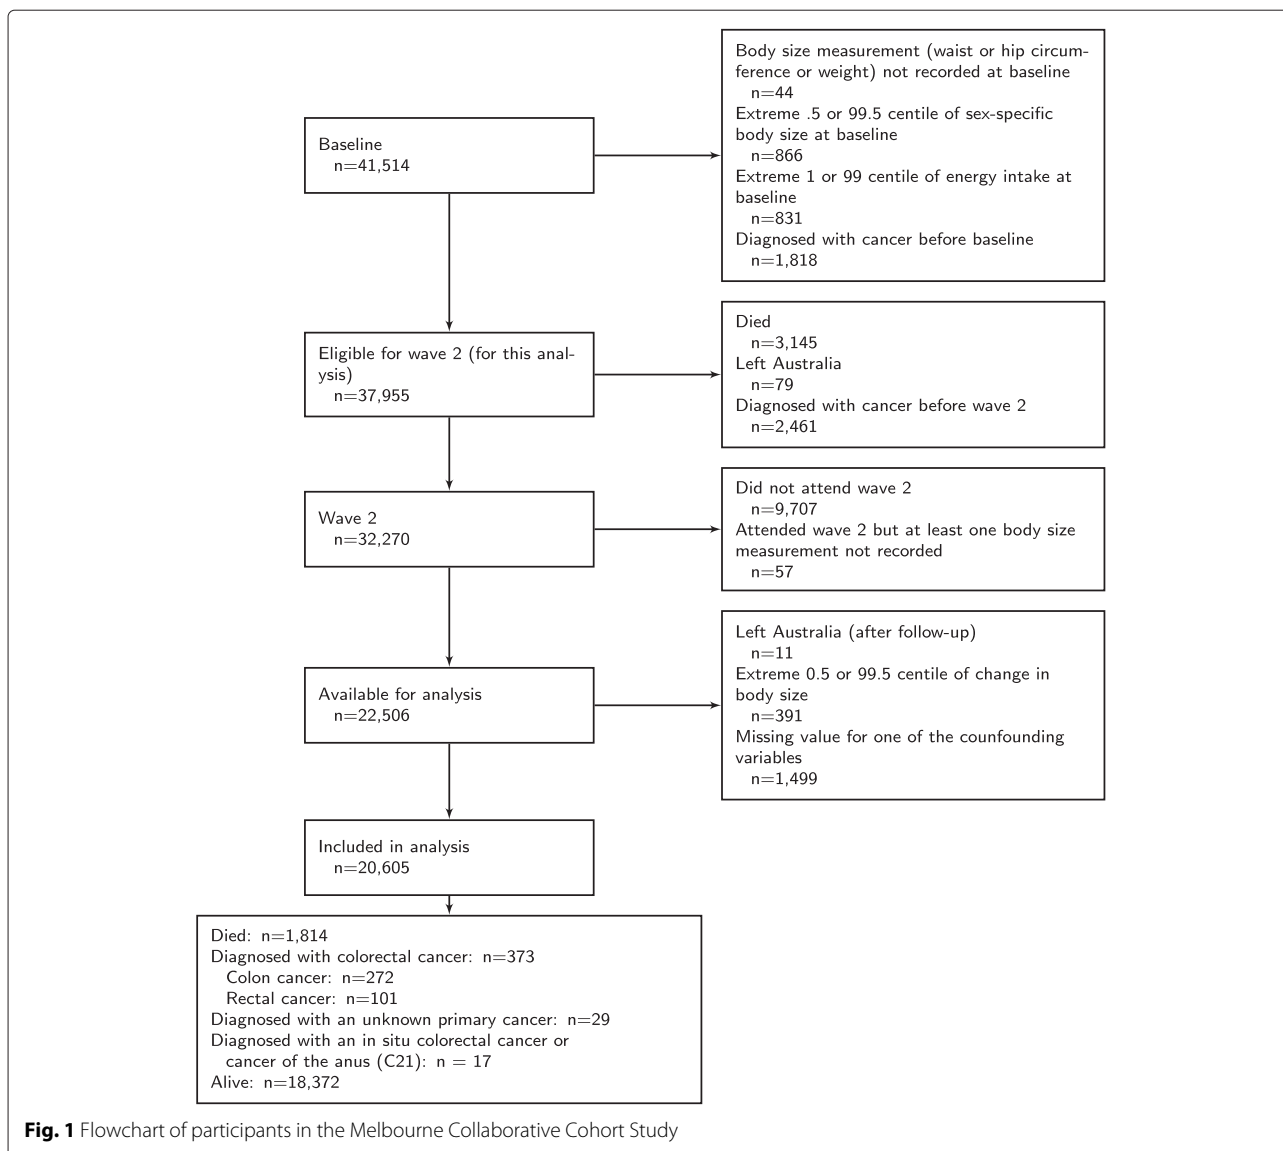 Baseline
n=41,514
Body size measurement (waist or hip circum-
ference or weight) not recorded at baseline
n=44
Extreme .5 or 99.5 centile of sex-specific
body size at baseline
n=866
Extreme 1 or 99 centile of energy intake at
baseline
n=831
Diagnosed with cancer before baseline
n=1,818
Eligible for wave 2 (for this anal-
ysis)
n=37,955
Died
n=3,145
Left Australia
n=79
Diagnosed with cancer before wave 2
n=2,461
Wave 2
n=32,270
Did not attend wave 2
n=9,707
Attended wave 2 but at least one body size
measurement not recorded
n=57
Available for analysis
n=22,506
Left Australia (after follow-up)
n=11
Extreme 0.5 or 99.5 centile of change in
body size
n=391
Missing value for one of the counfounding
variables
n=1,499
Included in analysis
n=20,605
Died: n=1,814
Diagnosed with colorectal cancer: n=373
Colon cancer: n=272
Rectal cancer: n=101
Diagnosed with an unknown primary cancer: n=29
Diagnosed with an in situ colorectal cancer or
cancer of the anus (C21): n = 17
Alive: n=18,372
Fig. 1 Flowchart of participants in the Melbourne Collaborative Cohort Study